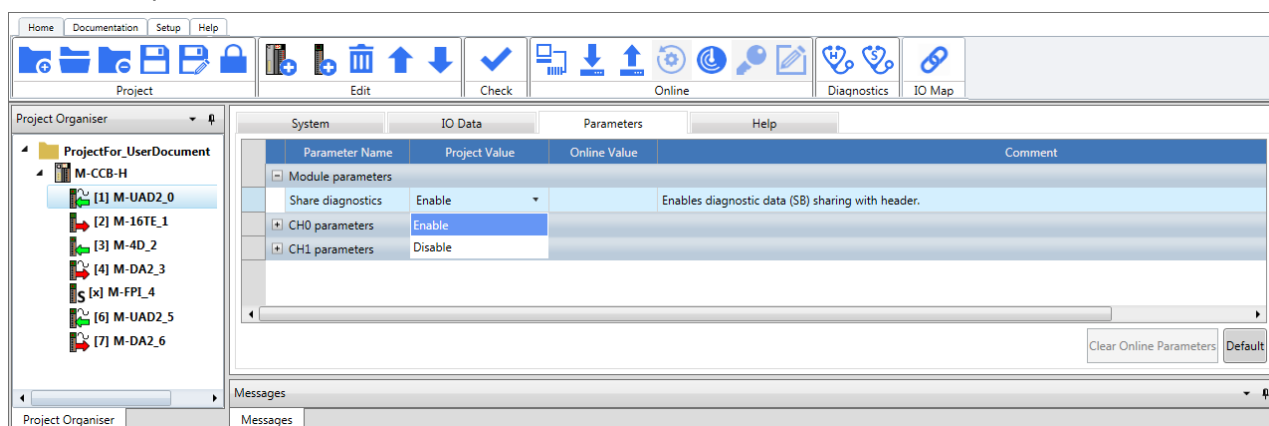 Home Documentation Setup Help
Project Edit Check Online Diagnostics IO Map
Project Organiser
ProjectFor_UserDocument
M-CCB-H
[1] M-UAD2_0
[2] M-16TE_1
[3] M-4D_2
[4] M-DA2_3
S [x] M-FPI_4
[6] M-UAD2_5
[7] M-DA2_6
Project Organiser
System IO Data Parameters Help
Parameter Name Project Value Online Value Comment
Module parameters
Share diagnostics Enable Enables diagnostic data (SB) sharing with header.
CH0 parameters Enable
CH1 parameters Disable
Clear Online Parameters Default
Messages
Messages